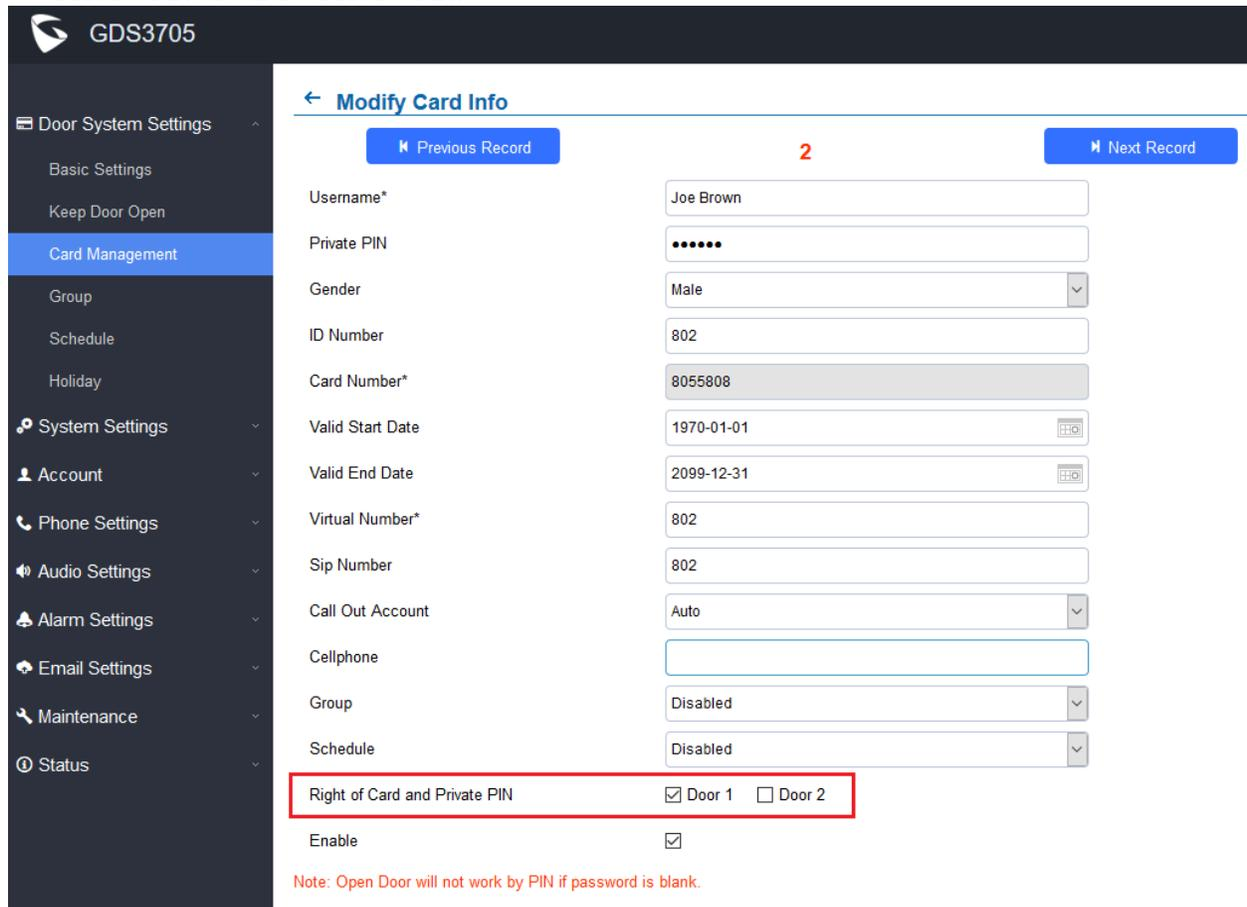 GDS3705
Door System Settings
Basic Settings
Keep Door Open
Card Management
Group
Schedule
Holiday
System Settings
Account
Phone Settings
Audio Settings
Alarm Settings
Email Settings
Maintenance
Status
Modify Card Info
Previous Record
2
Next Record
Username* Joe Brown
Private PIN ••••••
Gender Male
ID Number 802
Card Number* 8055808
Valid Start Date 1970-01-01
Valid End Date 2099-12-31
Virtual Number* 802
Sip Number 802
Call Out Account Auto
Cellphone
Group Disabled
Schedule Disabled
Right of Card and Private PIN Door 1 Door 2
Enable
Note: Open Door will not work by PIN if password is blank.